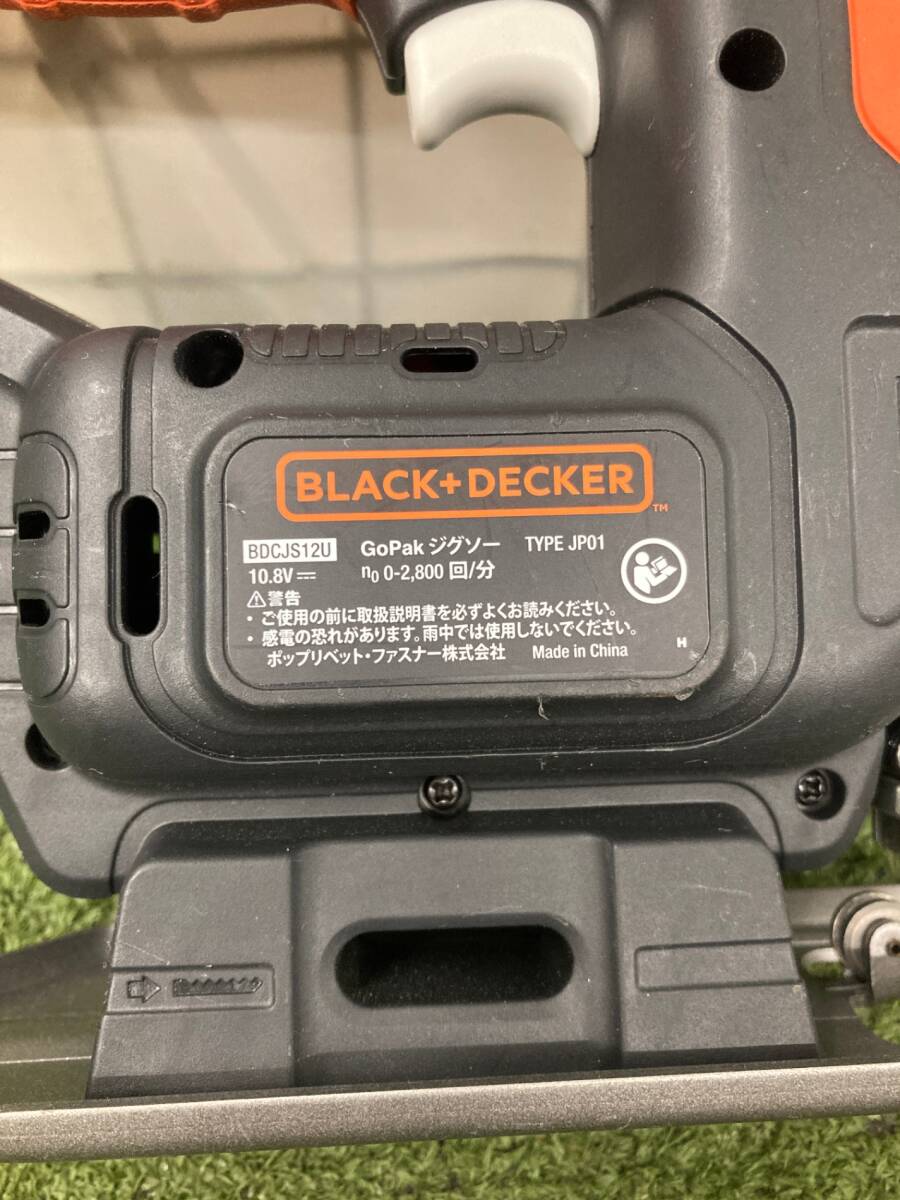 BLACK+DECKER™
BDCJS12U GoPak ジグソー TYPE JP01
10.8V⎓ n₀ 0-2,800 回/分
⚠警告
・ご使用の前に取扱説明書を必ずよくお読みください。
・感電の恐れがあります。雨中では使用しないでください。
ポップリベット・ファスナー株式会社 Made in China H